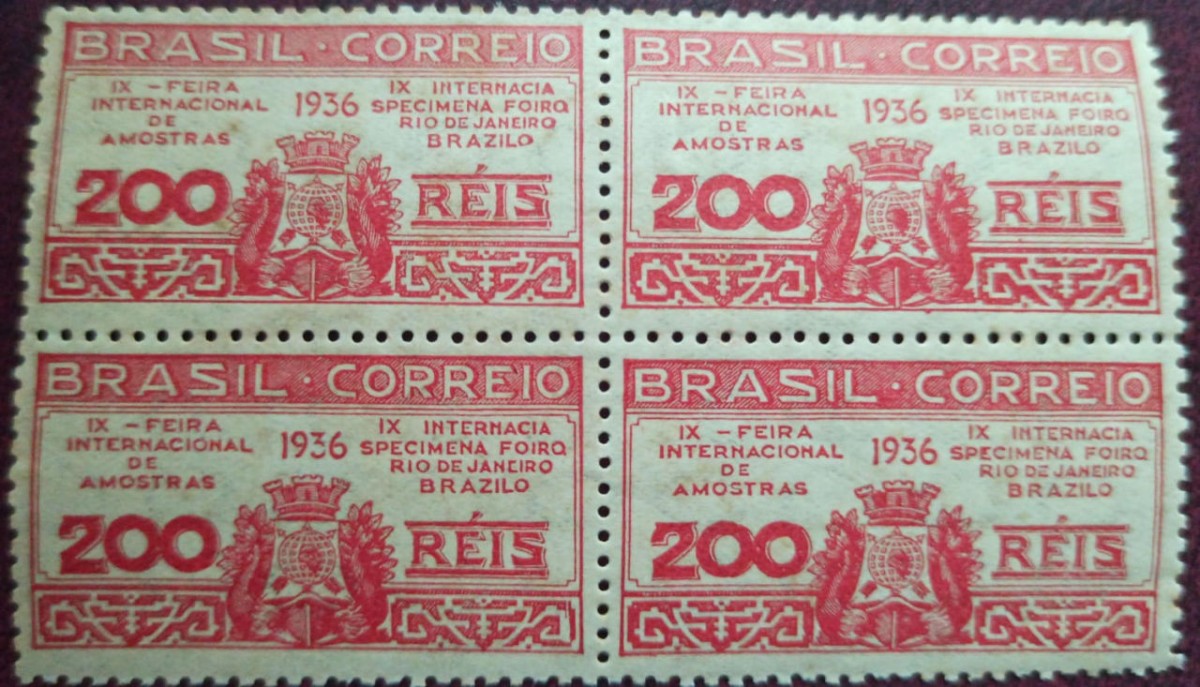 BRASIL · CORREIO
IX - FEIRA
INTERNACIONAL
DE
AMOSTRAS
1936
IX INTERNACIA
SPECIMENA FOIRO
RIO DE JANEIRO
BRAZILO
200 RÉIS
BRASIL · CORREIO
IX - FEIRA
INTERNACIONAL
DE
AMOSTRAS
1936
IX INTERNACIA
SPECIMENA FOIRO
RIO DE JANEIRO
BRAZILO
200 RÉIS
BRASIL · CORREIO
IX - FEIRA
INTERNACIONAL
DE
AMOSTRAS
1936
IX INTERNACIA
SPECIMENA FOIRO
RIO DE JANEIRO
BRAZILO
200 RÉIS
BRASIL · CORREIO
IX - FEIRA
INTERNACIONAL
DE
AMOSTRAS
1936
IX INTERNACIA
SPECIMENA FOIRO
RIO DE JANEIRO
BRAZILO
200 RÉIS